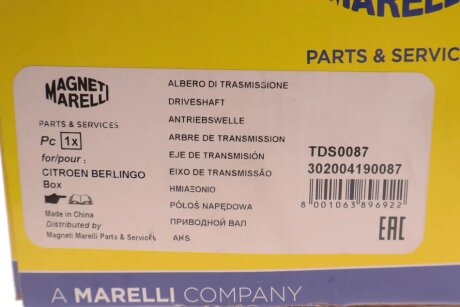 MARELLI
PARTS & SERVIC
MAGNETI
MARELLI
PARTS & SERVICES
Pc 1x
for/pour :
CITROEN BERLINGO
Box
Made in China
Distributed by
Magneti Marelli Parts & Services
ALBERO DI TRASMISSIONE
DRIVESHAFT
ANTRIEBSWELLE
ARBRE DE TRANSMISSION
EJE DE TRANSMISIÓN
EIXO DE TRANSMISSÃO
ΗΜΙΑΞΟΝΙΟ
PÓŁOŚ NAPĘDOWA
ПРИВОДНОЙ ВАЛ
AKS
TDS0087
302004190087
8 001063 896922
EAC
A MARELLI COMPANY